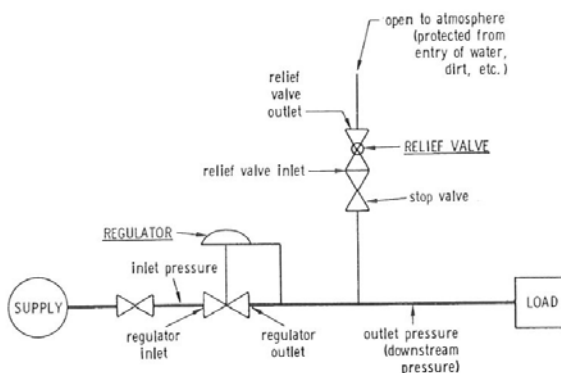 open to atmosphere
(protected from
entry of water,
dirt, etc.)
relief
valve
outlet
RELIEF VALVE
relief valve inlet
stop valve
REGULATOR
inlet pressure
SUPPLY
LOAD
regulator
inlet
regulator
outlet
outlet pressure
(downstream
pressure)